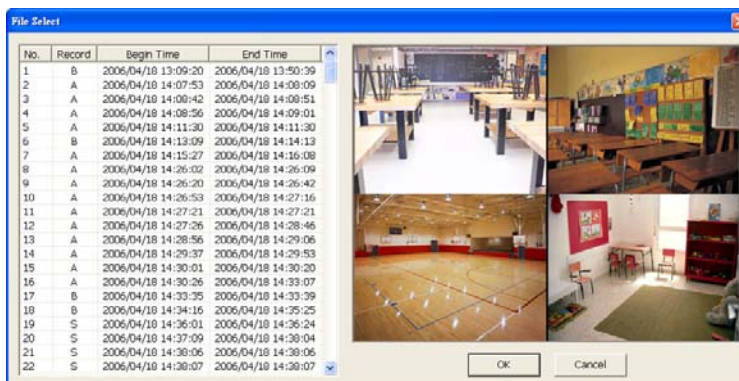 File Select
No. Record Begin Time End Time
1 B 2006/04/18 13:09:20 2006/04/18 13:50:39
2 A 2006/04/18 14:07:53 2006/04/18 14:08:09
3 A 2006/04/18 14:08:42 2006/04/18 14:08:51
4 A 2006/04/18 14:08:56 2006/04/18 14:09:01
5 A 2006/04/18 14:11:30 2006/04/18 14:11:30
6 B 2006/04/18 14:13:09 2006/04/18 14:14:13
7 A 2006/04/18 14:15:27 2006/04/18 14:16:08
8 A 2006/04/18 14:26:02 2006/04/18 14:26:09
9 A 2006/04/18 14:26:20 2006/04/18 14:26:42
10 A 2006/04/18 14:26:53 2006/04/18 14:27:16
11 A 2006/04/18 14:27:21 2006/04/18 14:27:21
12 A 2006/04/18 14:27:26 2006/04/18 14:28:46
13 A 2006/04/18 14:28:56 2006/04/18 14:29:06
14 A 2006/04/18 14:29:37 2006/04/18 14:29:53
15 A 2006/04/18 14:30:01 2006/04/18 14:30:20
16 A 2006/04/18 14:30:26 2006/04/18 14:33:07
17 B 2006/04/18 14:33:35 2006/04/18 14:33:39
18 B 2006/04/18 14:34:16 2006/04/18 14:35:25
19 S 2006/04/18 14:36:01 2006/04/18 14:36:24
20 S 2006/04/18 14:37:09 2006/04/18 14:38:04
21 S 2006/04/18 14:38:06 2006/04/18 14:38:06
22 S 2006/04/18 14:38:07 2006/04/18 14:38:07
OK Cancel